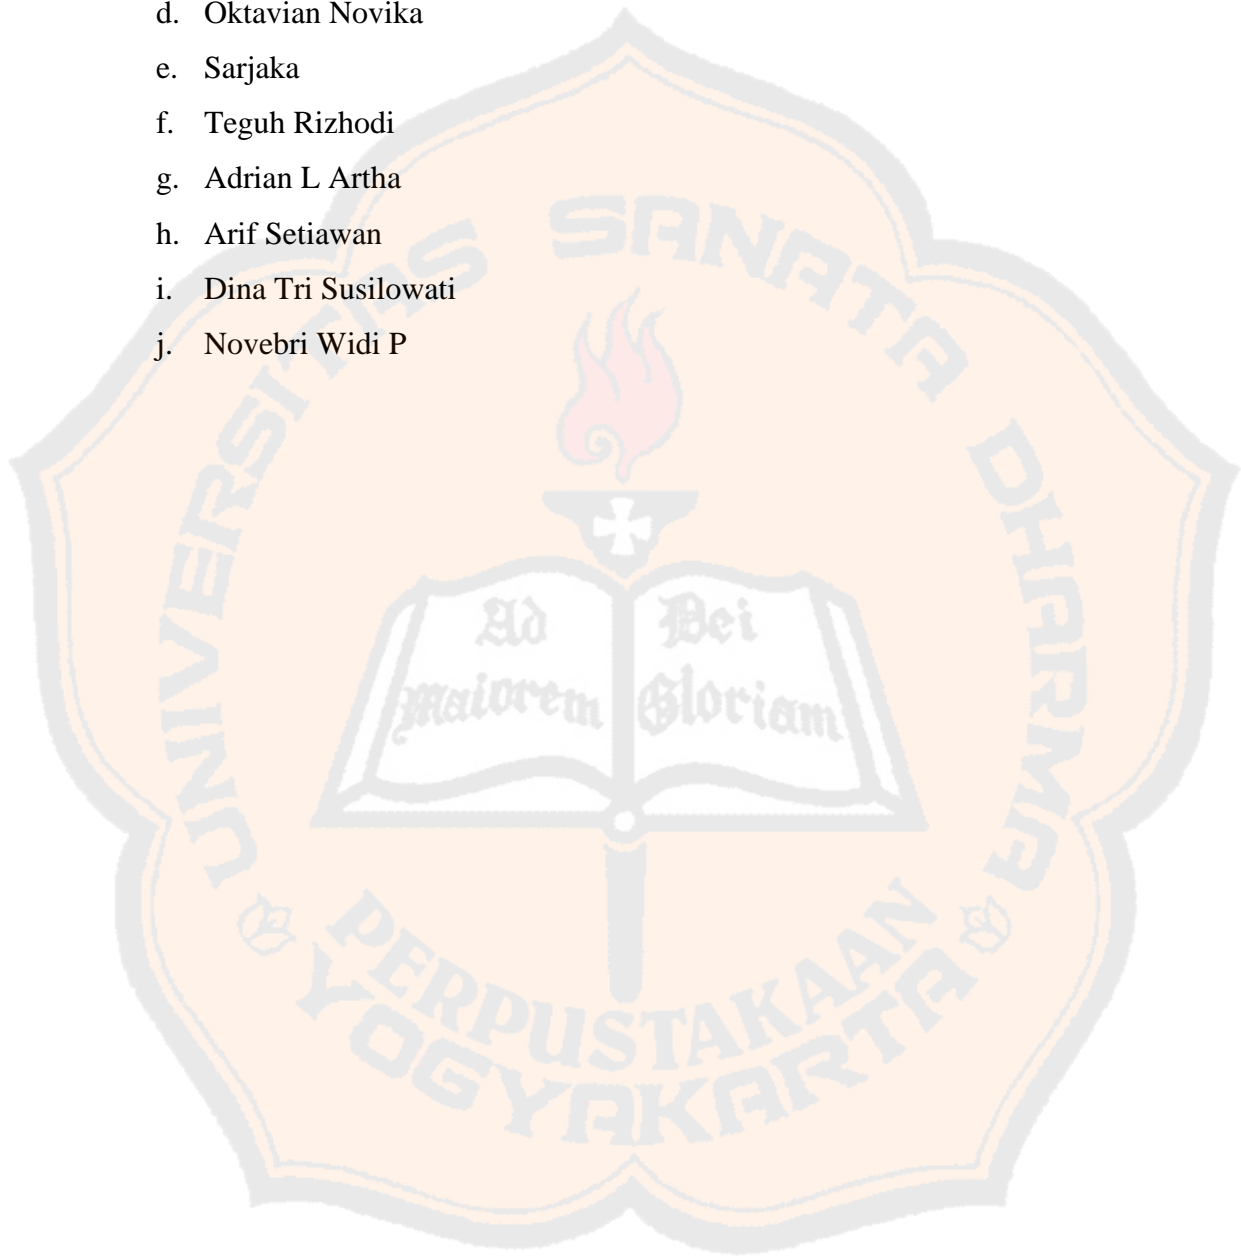 d. Oktavian Novika
e. Sarjaka
f. Teguh Rizhodi
g. Adrian L Artha
h. Arif Setiawan
i. Dina Tri Susilowati
j. Novebri Widi P
UNIVERSITAS SANATA DHARMA
Ad Dei
maiorem Gloriam
PERPUSTAKAAN
YOGYAKARTA